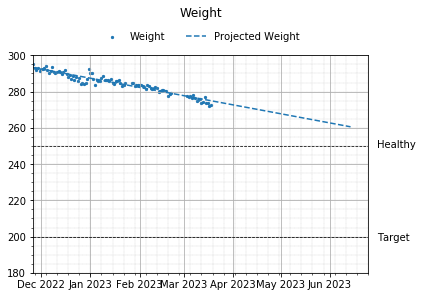 Weight
Weight
Projected Weight
300
280
260
240
220
200
180
Healthy
Target
Dec 2022
Jan 2023
Feb 2023
Mar 2023
Apr 2023
May 2023
Jun 2023